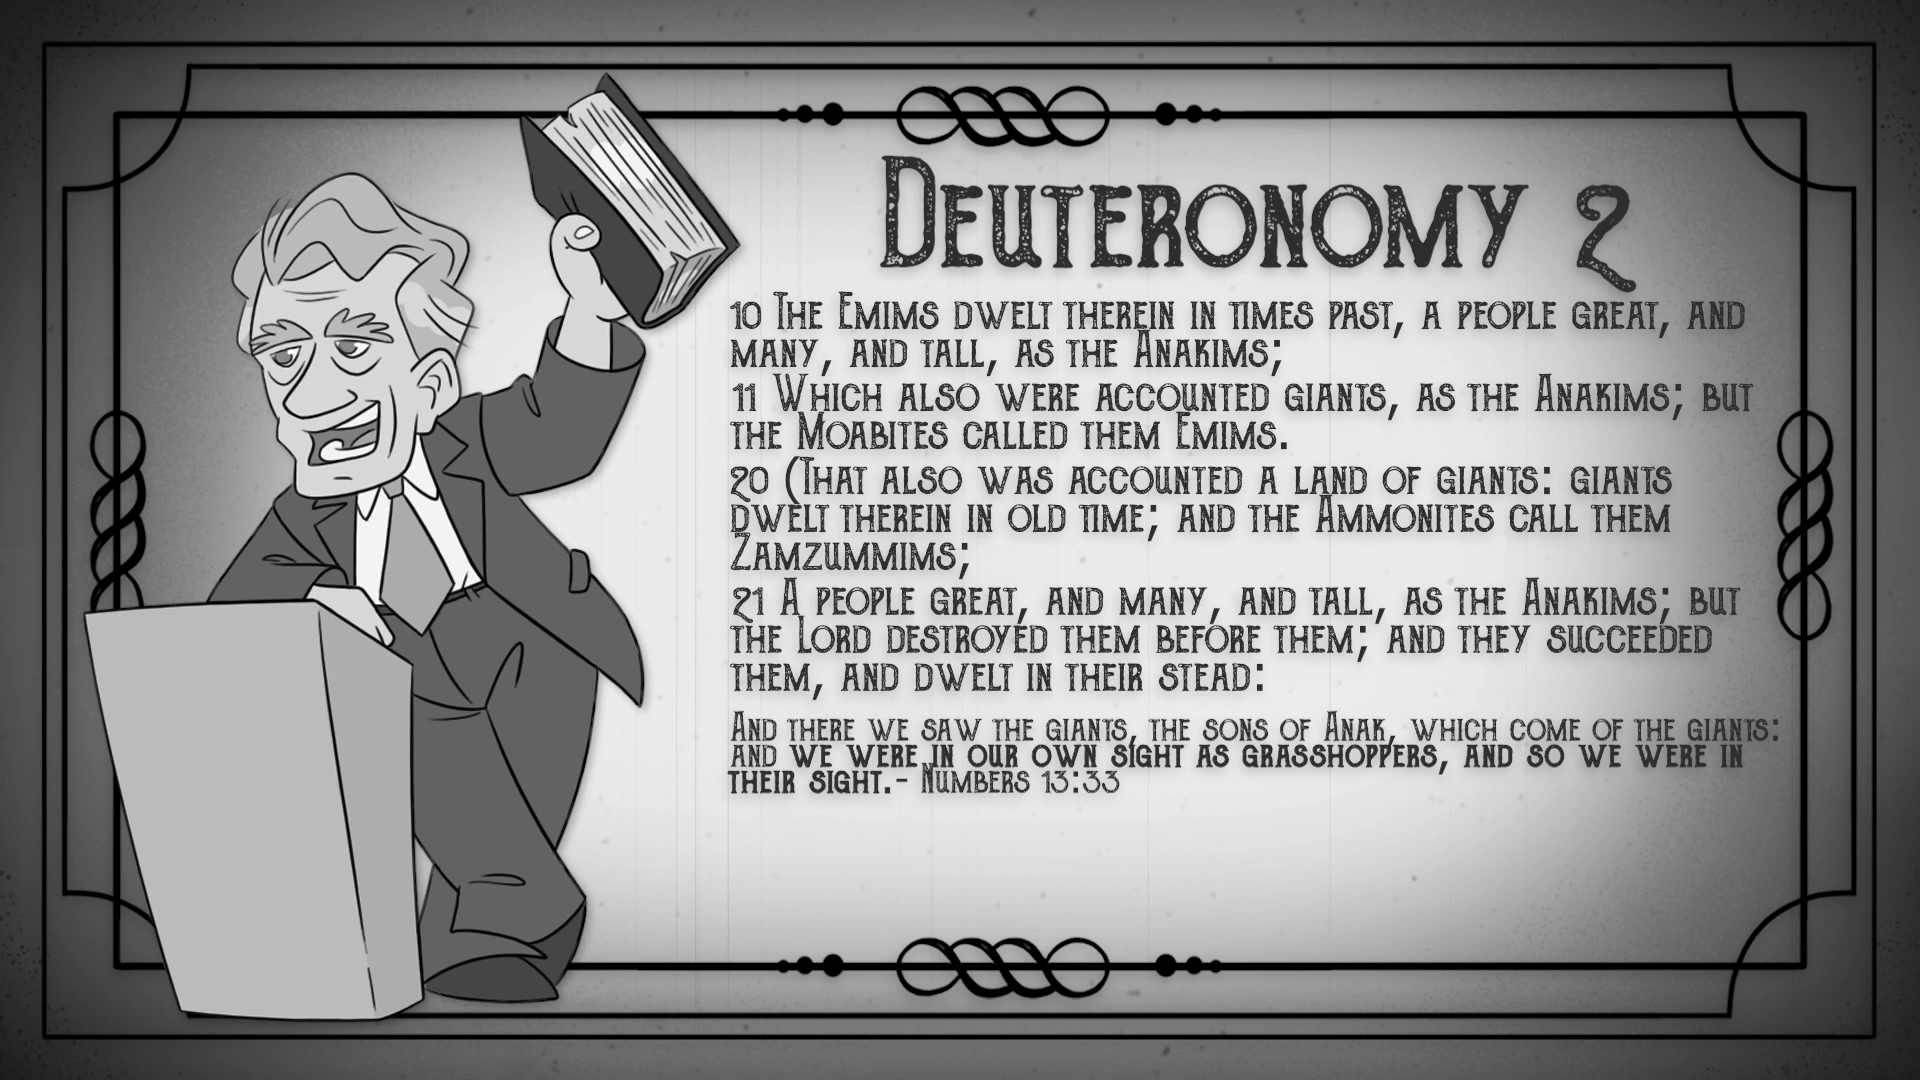 Deuteronomy 2
10 The Emims dwelt therein in times past, a people great, and
many, and tall, as the Anakims;
11 Which also were accounted giants, as the Anakims; but
the Moabites called them Emims.
20 (That also was accounted a land of giants: giants
dwelt therein in old time; and the Ammonites call them
Zamzummims;
21 A people great, and many, and tall, as the Anakims; but
the Lord destroyed them before them; and they succeeded
them, and dwelt in their stead:
And there we saw the giants, the sons of Anak, which come of the giants:
and we were in our own sight as grasshoppers, and so we were in
their sight.- Numbers 13:33